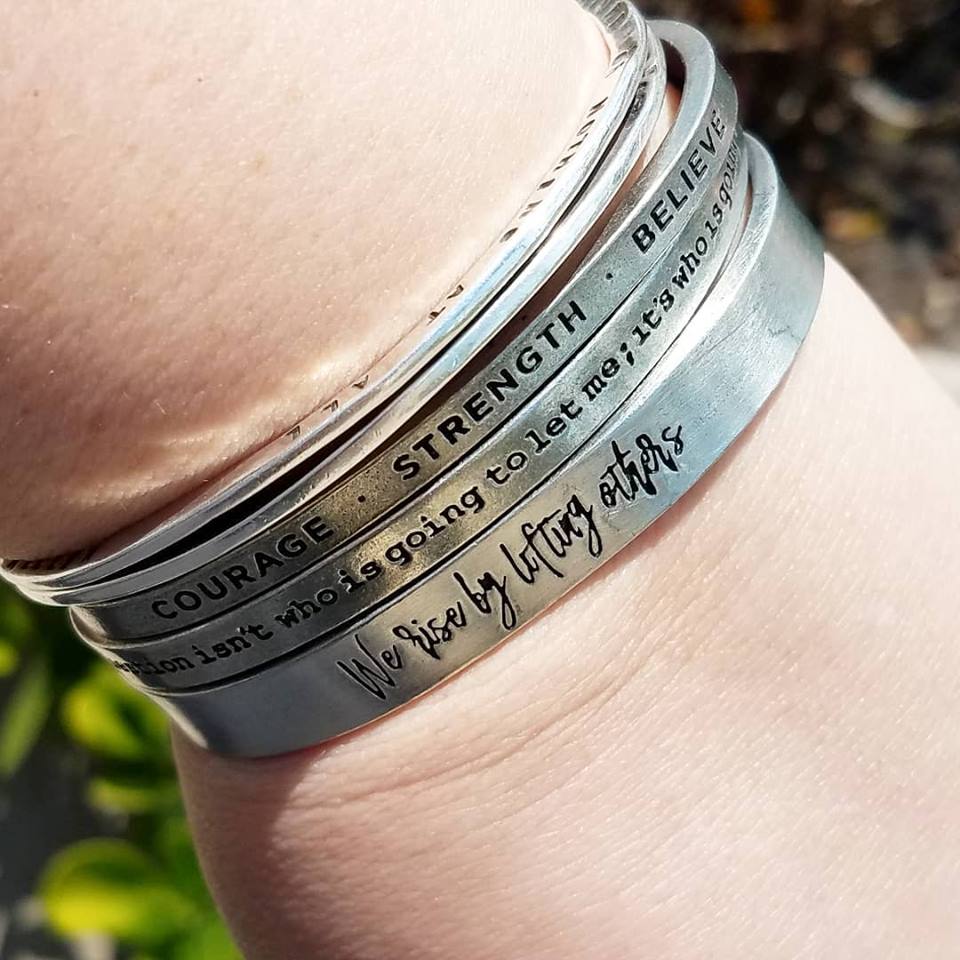 COURAGE · STRENGTH · BELIEVE
isn't who is going to let me; it's who is
We rise by lifting others